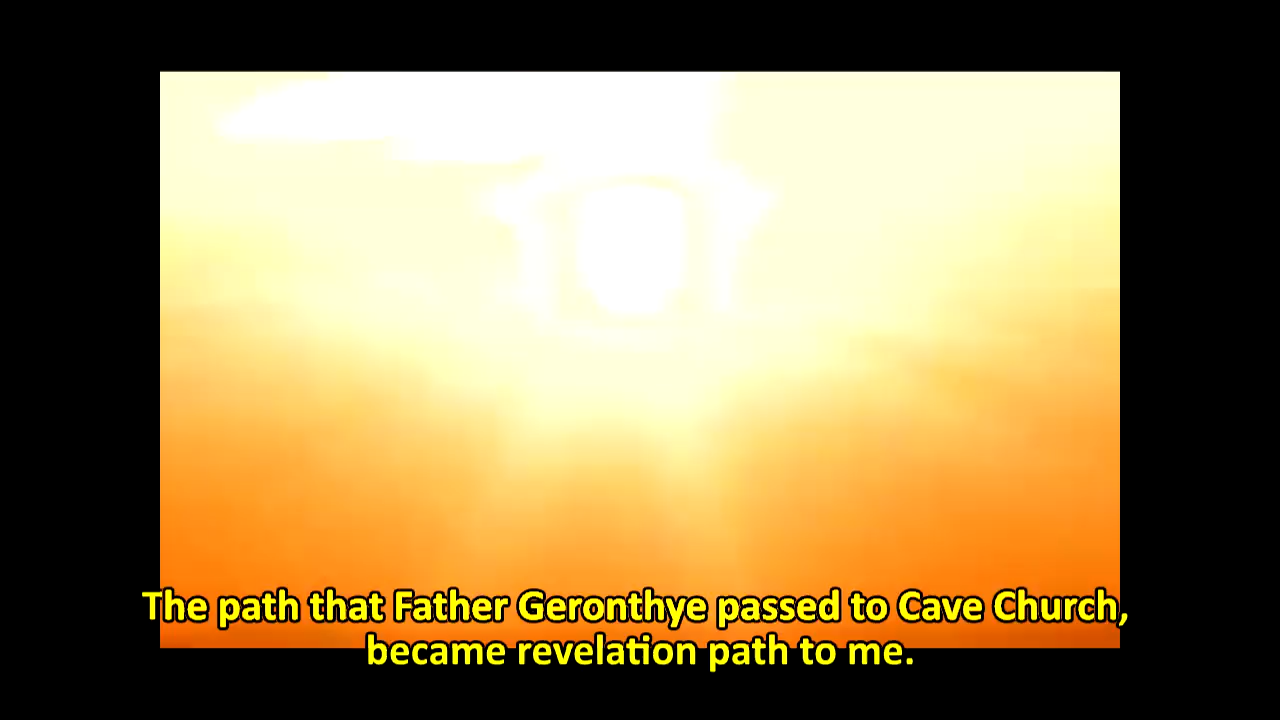 The path that Father Geronthye passed to Cave Church,
became revelation path to me.